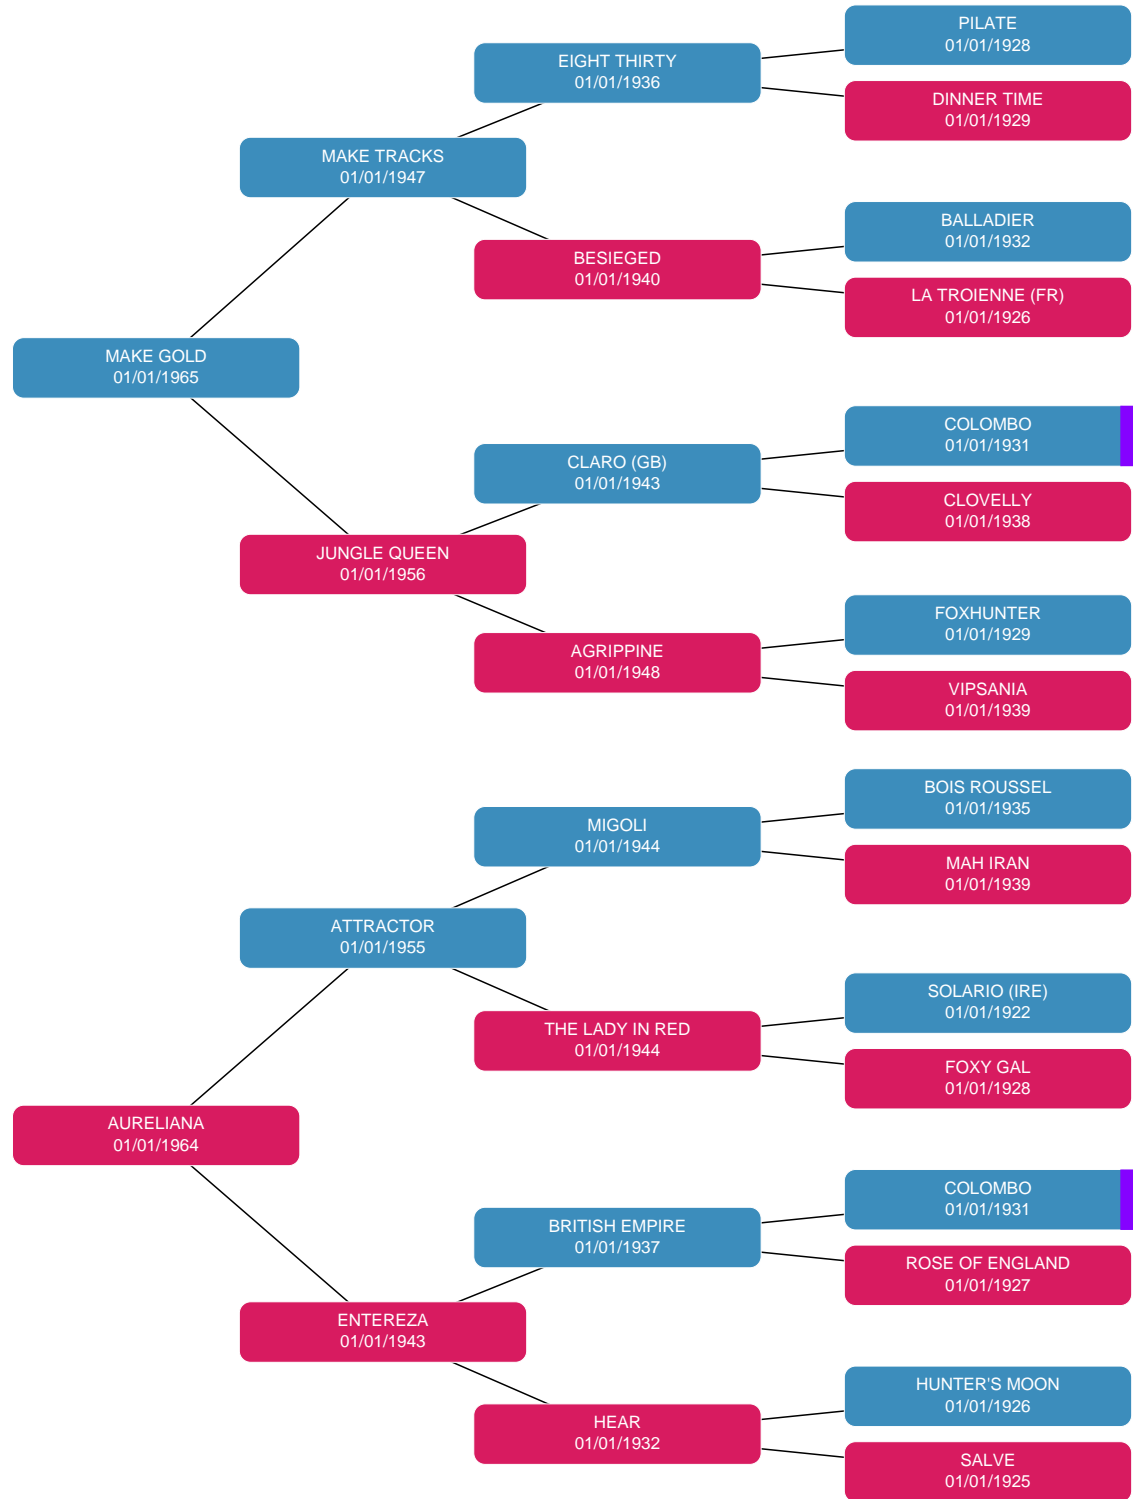 PILATE
01/01/1928
EIGHT THIRTY
01/01/1936
DINNER TIME
01/01/1929
MAKE TRACKS
01/01/1947
BALLADIER
01/01/1932
BESIEGED
01/01/1940
LA TROIENNE (FR)
01/01/1926
MAKE GOLD
01/01/1965
COLOMBO
01/01/1931
CLARO (GB)
01/01/1943
CLOVELLY
01/01/1938
JUNGLE QUEEN
01/01/1956
FOXHUNTER
01/01/1929
AGRIPPINE
01/01/1948
VIPSANIA
01/01/1939
BOIS ROUSSEL
01/01/1935
MIGOLI
01/01/1944
MAH IRAN
01/01/1939
ATTRACTOR
01/01/1955
SOLARIO (IRE)
01/01/1922
THE LADY IN RED
01/01/1944
FOXY GAL
01/01/1928
AURELIANA
01/01/1964
COLOMBO
01/01/1931
BRITISH EMPIRE
01/01/1937
ROSE OF ENGLAND
01/01/1927
ENTEREZA
01/01/1943
HUNTER'S MOON
01/01/1926
HEAR
01/01/1932
SALVE
01/01/1925